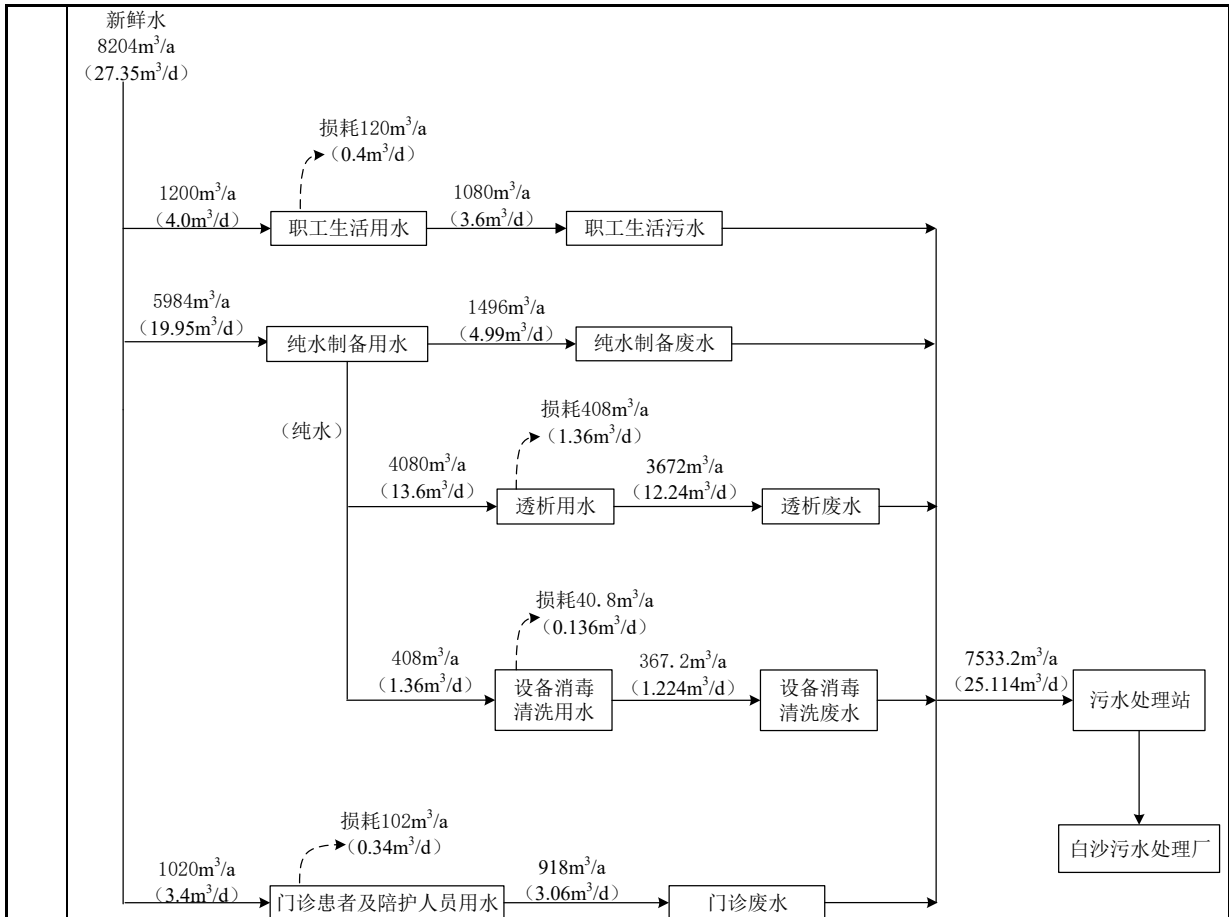 新鲜水
8204m³/a
（27.35m³/d）
损耗120m³/a
（0.4m³/d）
1200m³/a
（4.0m³/d）
职工生活用水
1080m³/a
（3.6m³/d）
职工生活污水
5984m³/a
（19.95m³/d）
纯水制备用水
1496m³/a
（4.99m³/d）
纯水制备废水
（纯水）
损耗408m³/a
（1.36m³/d）
4080m³/a
（13.6m³/d）
透析用水
3672m³/a
（12.24m³/d）
透析废水
损耗40.8m³/a
（0.136m³/d）
408m³/a
（1.36m³/d）
设备消毒
清洗用水
367.2m³/a
（1.224m³/d）
设备消毒
清洗废水
7533.2m³/a
（25.114m³/d）
污水处理站
白沙污水处理厂
损耗102m³/a
（0.34m³/d）
1020m³/a
（3.4m³/d）
门诊患者及陪护人员用水
918m³/a
（3.06m³/d）
门诊废水